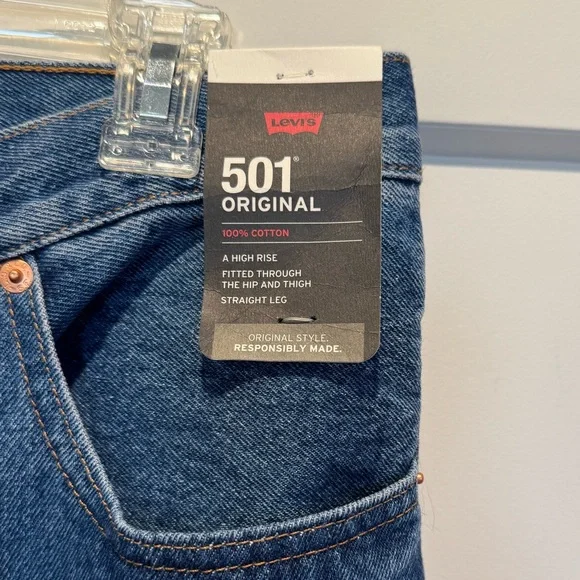 Levi's
501®
ORIGINAL
100% COTTON
A HIGH RISE
FITTED THROUGH
THE HIP AND THIGH
STRAIGHT LEG
ORIGINAL STYLE.
RESPONSIBLY MADE.